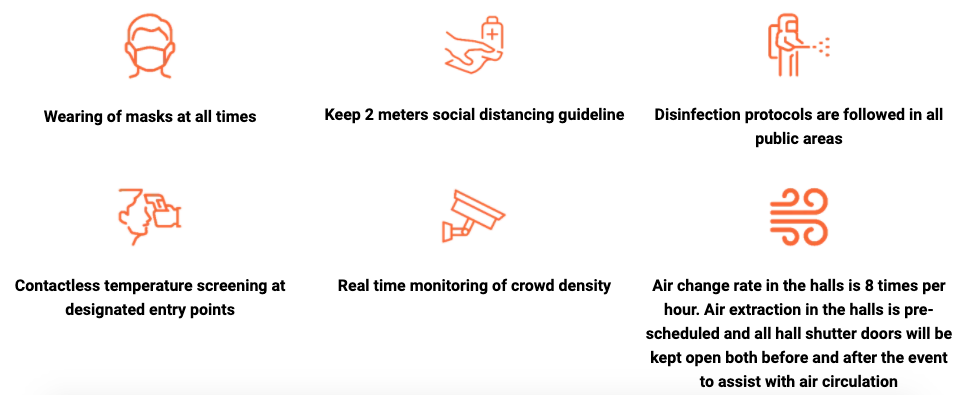 Wearing of masks at all times
Keep 2 meters social distancing guideline
Disinfection protocols are followed in all
public areas
Contactless temperature screening at
designated entry points
Real time monitoring of crowd density
Air change rate in the halls is 8 times per
hour. Air extraction in the halls is pre-
scheduled and all hall shutter doors will be
kept open both before and after the event
to assist with air circulation